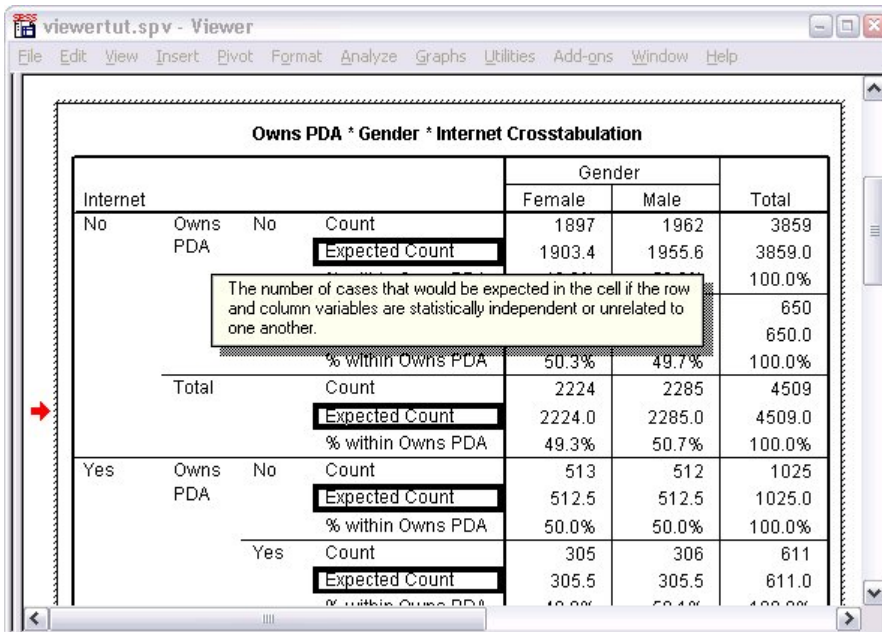 viewertut.spv - Viewer
File Edit View Insert Pivot Format Analyze Graphs Utilities Add-ons Window Help
Owns PDA * Gender * Internet Crosstabulation
Gender
Internet Female Male Total
No Owns PDA No Count 1897 1962 3859
Expected Count 1903.4 1955.6 3859.0
100.0%
The number of cases that would be expected in the cell if the row
and column variables are statistically independent or unrelated to
one another.
650
650.0
% within Owns PDA 50.3% 49.7% 100.0%
Total Count 2224 2285 4509
Expected Count 2224.0 2285.0 4509.0
% within Owns PDA 49.3% 50.7% 100.0%
Yes Owns PDA No Count 513 512 1025
Expected Count 512.5 512.5 1025.0
% within Owns PDA 50.0% 50.0% 100.0%
Yes Count 305 306 611
Expected Count 305.5 305.5 611.0